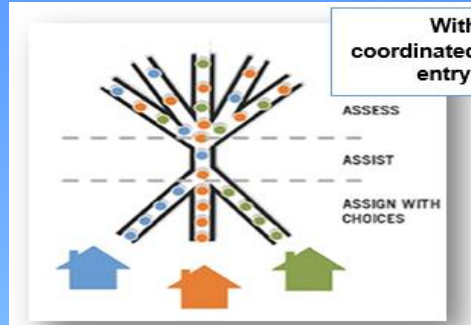 With
coordinated
entry
ASSESS
ASSIST
ASSIGN WITH
CHOICES